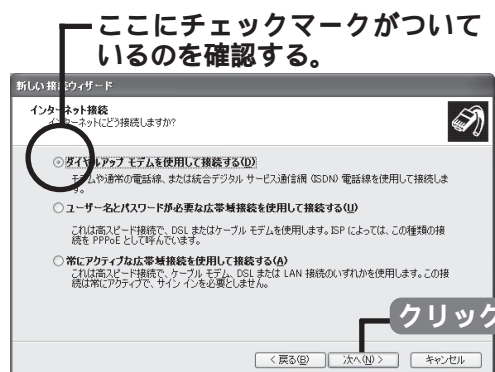 ここにチェックマークがついて
いるのを確認する。
新しい接続ウィザード
インターネット接続
インターネットにどう接続しますか?
ダイヤルアップ モデムを使用して接続する(D)
モデムや通常の電話線、または統合デジタル サービス通信網 (ISDN) 電話線を使用して接続しま
す。
ユーザー名とパスワードが必要な広帯域接続を使用して接続する(U)
これは高スピード接続で、DSL またはケーブル モデムを使用します。ISP によっては、この種類の接
続を PPPoE として呼んでいます。
常にアクティブな広帯域接続を使用して接続する(A)
これは高スピード接続で、ケーブル モデム、DSL または LAN 接続のいずれかを使用します。この接
続は常にアクティブで、サイン インを必要としません。
クリック
< 戻る(B)
次へ(N) >
キャンセル